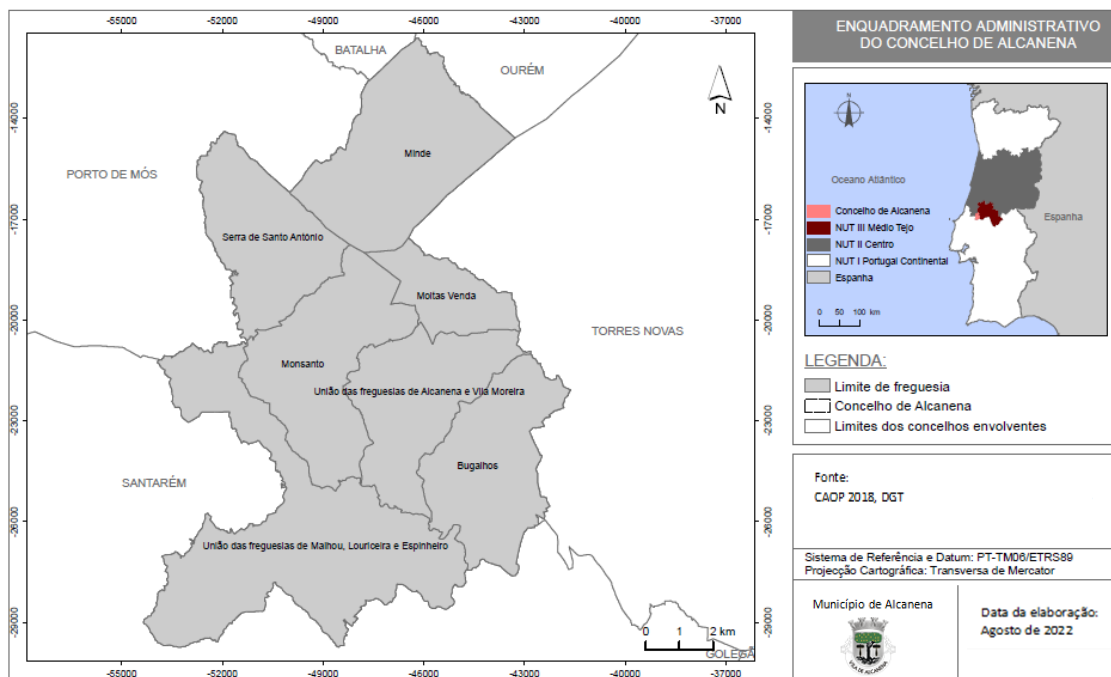 -55000 -52000 -49000 -46000 -43000 -40000 -37000
BATALHA
OURÉM
N
-14000 -14000
Minde
PORTO DE MÓS
-17000 -17000
Serra de Santo António
Moitas Venda
-20000 -20000
TORRES NOVAS
Monsanto
União das freguesias de Alcanena e Vila Moreira
-23000 -23000
Bugalhos
SANTARÉM
-26000 -26000
União das freguesias de Malhou, Louriceira e Espinheiro
-29000 -29000
0 1 2 km
GOLEGÃ
-55000 -52000 -49000 -46000 -43000 -40000 -37000
ENQUADRAMENTO ADMINISTRATIVO
DO CONCELHO DE ALCANENA
N
Oceano Atlântico
Espanha
Concelho de Alcanena
NUT III Médio Tejo
NUT II Centro
NUT I Portugal Continental
Espanha
0 50 100 km
LEGENDA:
Limite de freguesia
Concelho de Alcanena
Limites dos concelhos envolventes
Fonte:
CAOP 2018, DGT
Sistema de Referência e Datum: PT-TM06/ETRS89
Projecção Cartográfica: Transversa de Mercator
Município de Alcanena
VILA DE ALCANENA
Data da elaboração:
Agosto de 2022